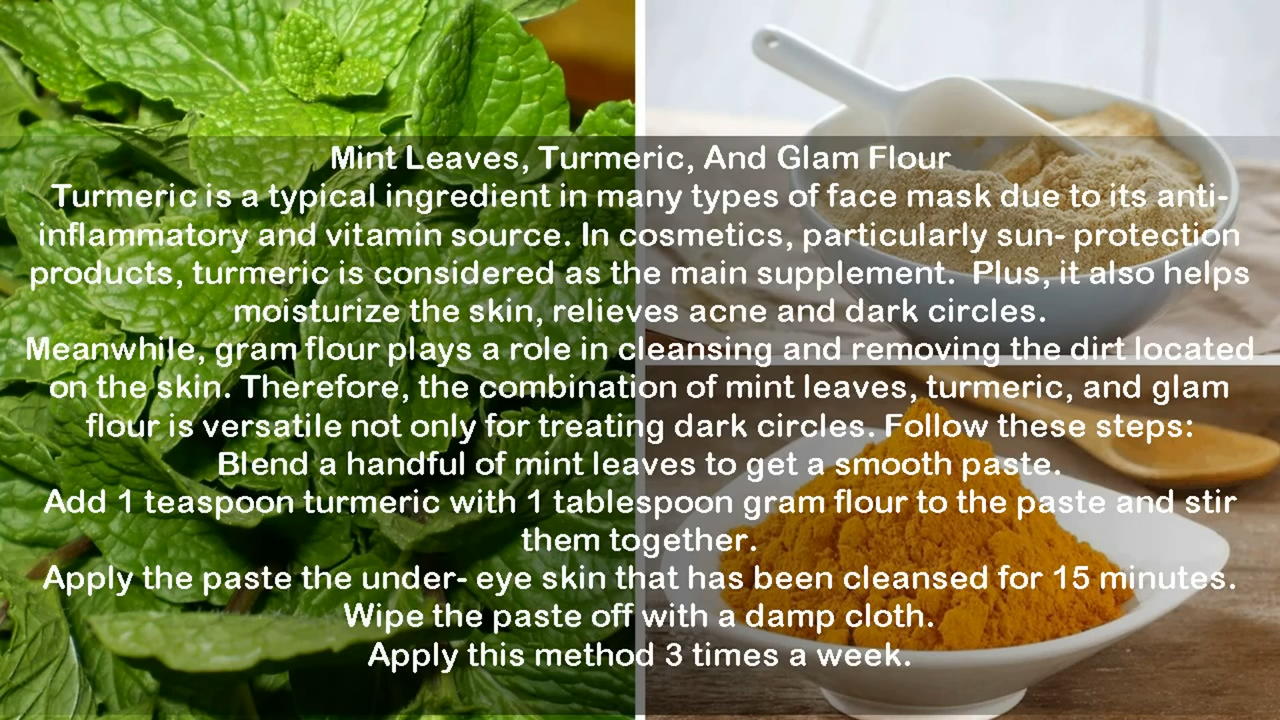 Mint Leaves, Turmeric, And Glam Flour
Turmeric is a typical ingredient in many types of face mask due to its anti-
inflammatory and vitamin source. In cosmetics, particularly sun- protection
products, turmeric is considered as the main supplement.  Plus, it also helps
moisturize the skin, relieves acne and dark circles.
Meanwhile, gram flour plays a role in cleansing and removing the dirt located
on the skin. Therefore, the combination of mint leaves, turmeric, and glam
flour is versatile not only for treating dark circles. Follow these steps:
Blend a handful of mint leaves to get a smooth paste.
Add 1 teaspoon turmeric with 1 tablespoon gram flour to the paste and stir
them together.
Apply the paste the under- eye skin that has been cleansed for 15 minutes.
Wipe the paste off with a damp cloth.
Apply this method 3 times a week.